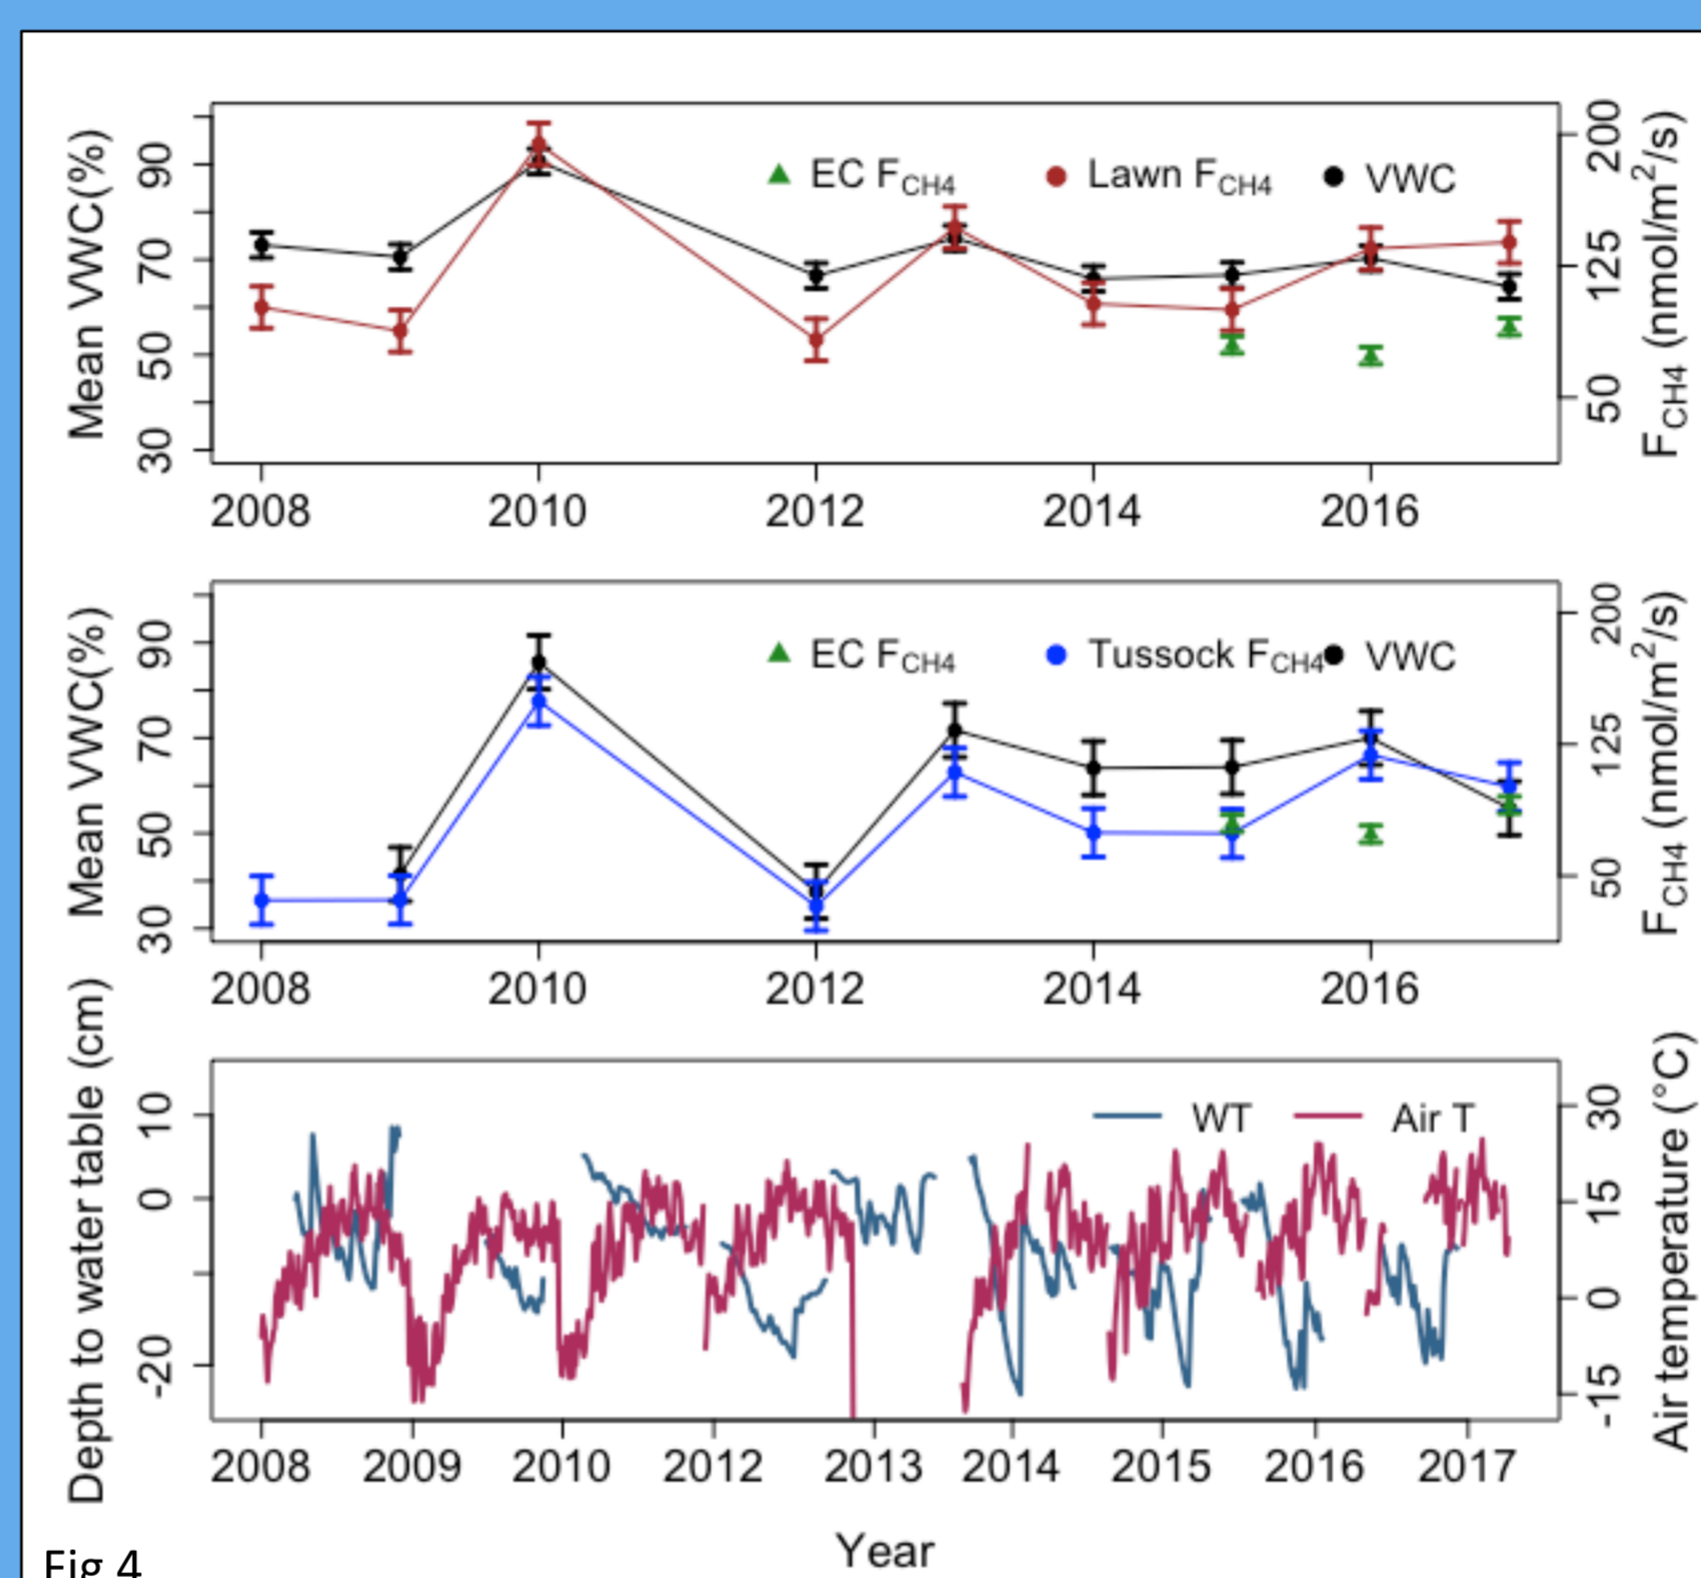 Mean VWC(%)
90
70
50
30
EC FCH4 Lawn FCH4 VWC
200
125
50
FCH4 (nmol/m2/s)
2008 2010 2012 2014 2016
Mean VWC(%)
90
70
50
30
EC FCH4 Tussock FCH4 VWC
200
125
50
FCH4 (nmol/m2/s)
2008 2010 2012 2014 2016
Depth to water table (cm)
10
0
-20
WT Air T
30
15
0
-15
Air temperature (°C)
2008 2009 2010 2012 2013 2014 2015 2016 2017
Year
Fig 4